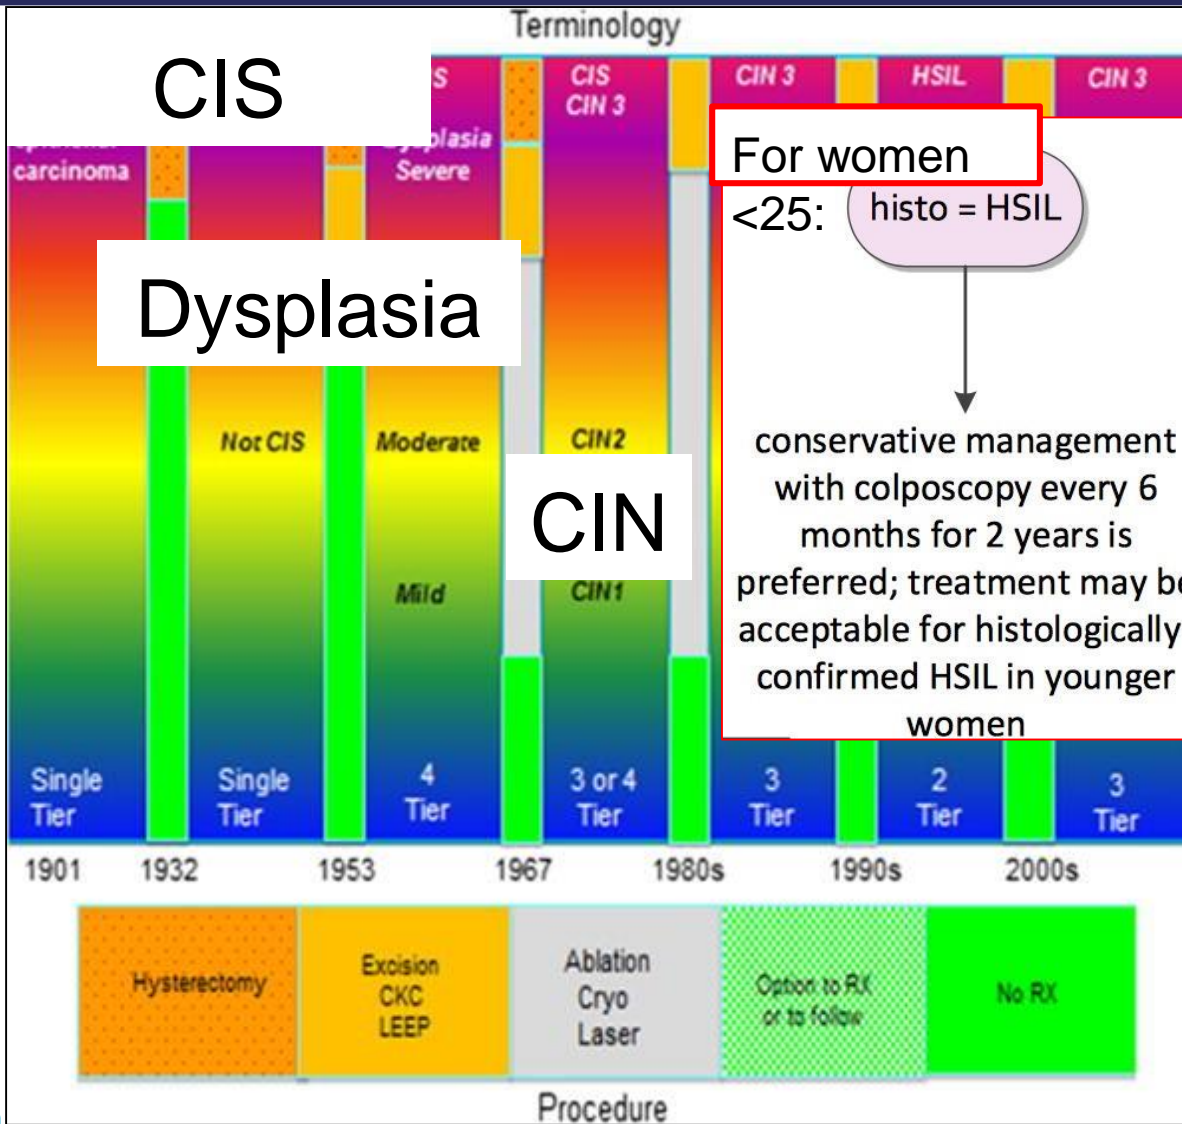 Terminology
CIS
S
CIS
CIN 3
CIN 3
HSIL
CIN 3
carcinoma
Dysplasia
Severe
For women
<25:
histo = HSIL
Dysplasia
Not CIS
Moderate
CIN2
CIN
Mild
CIN1
conservative management
with colposcopy every 6
months for 2 years is
preferred; treatment may be
acceptable for histologically
confirmed HSIL in younger
women
Single
Tier
Single
Tier
4
Tier
3 or 4
Tier
3
Tier
2
Tier
3
Tier
1901
1932
1953
1967
1980s
1990s
2000s
Hysterectomy
Excision
CKC
LEEP
Ablation
Cryo
Laser
Option to RX
or to follow
No RX
Procedure